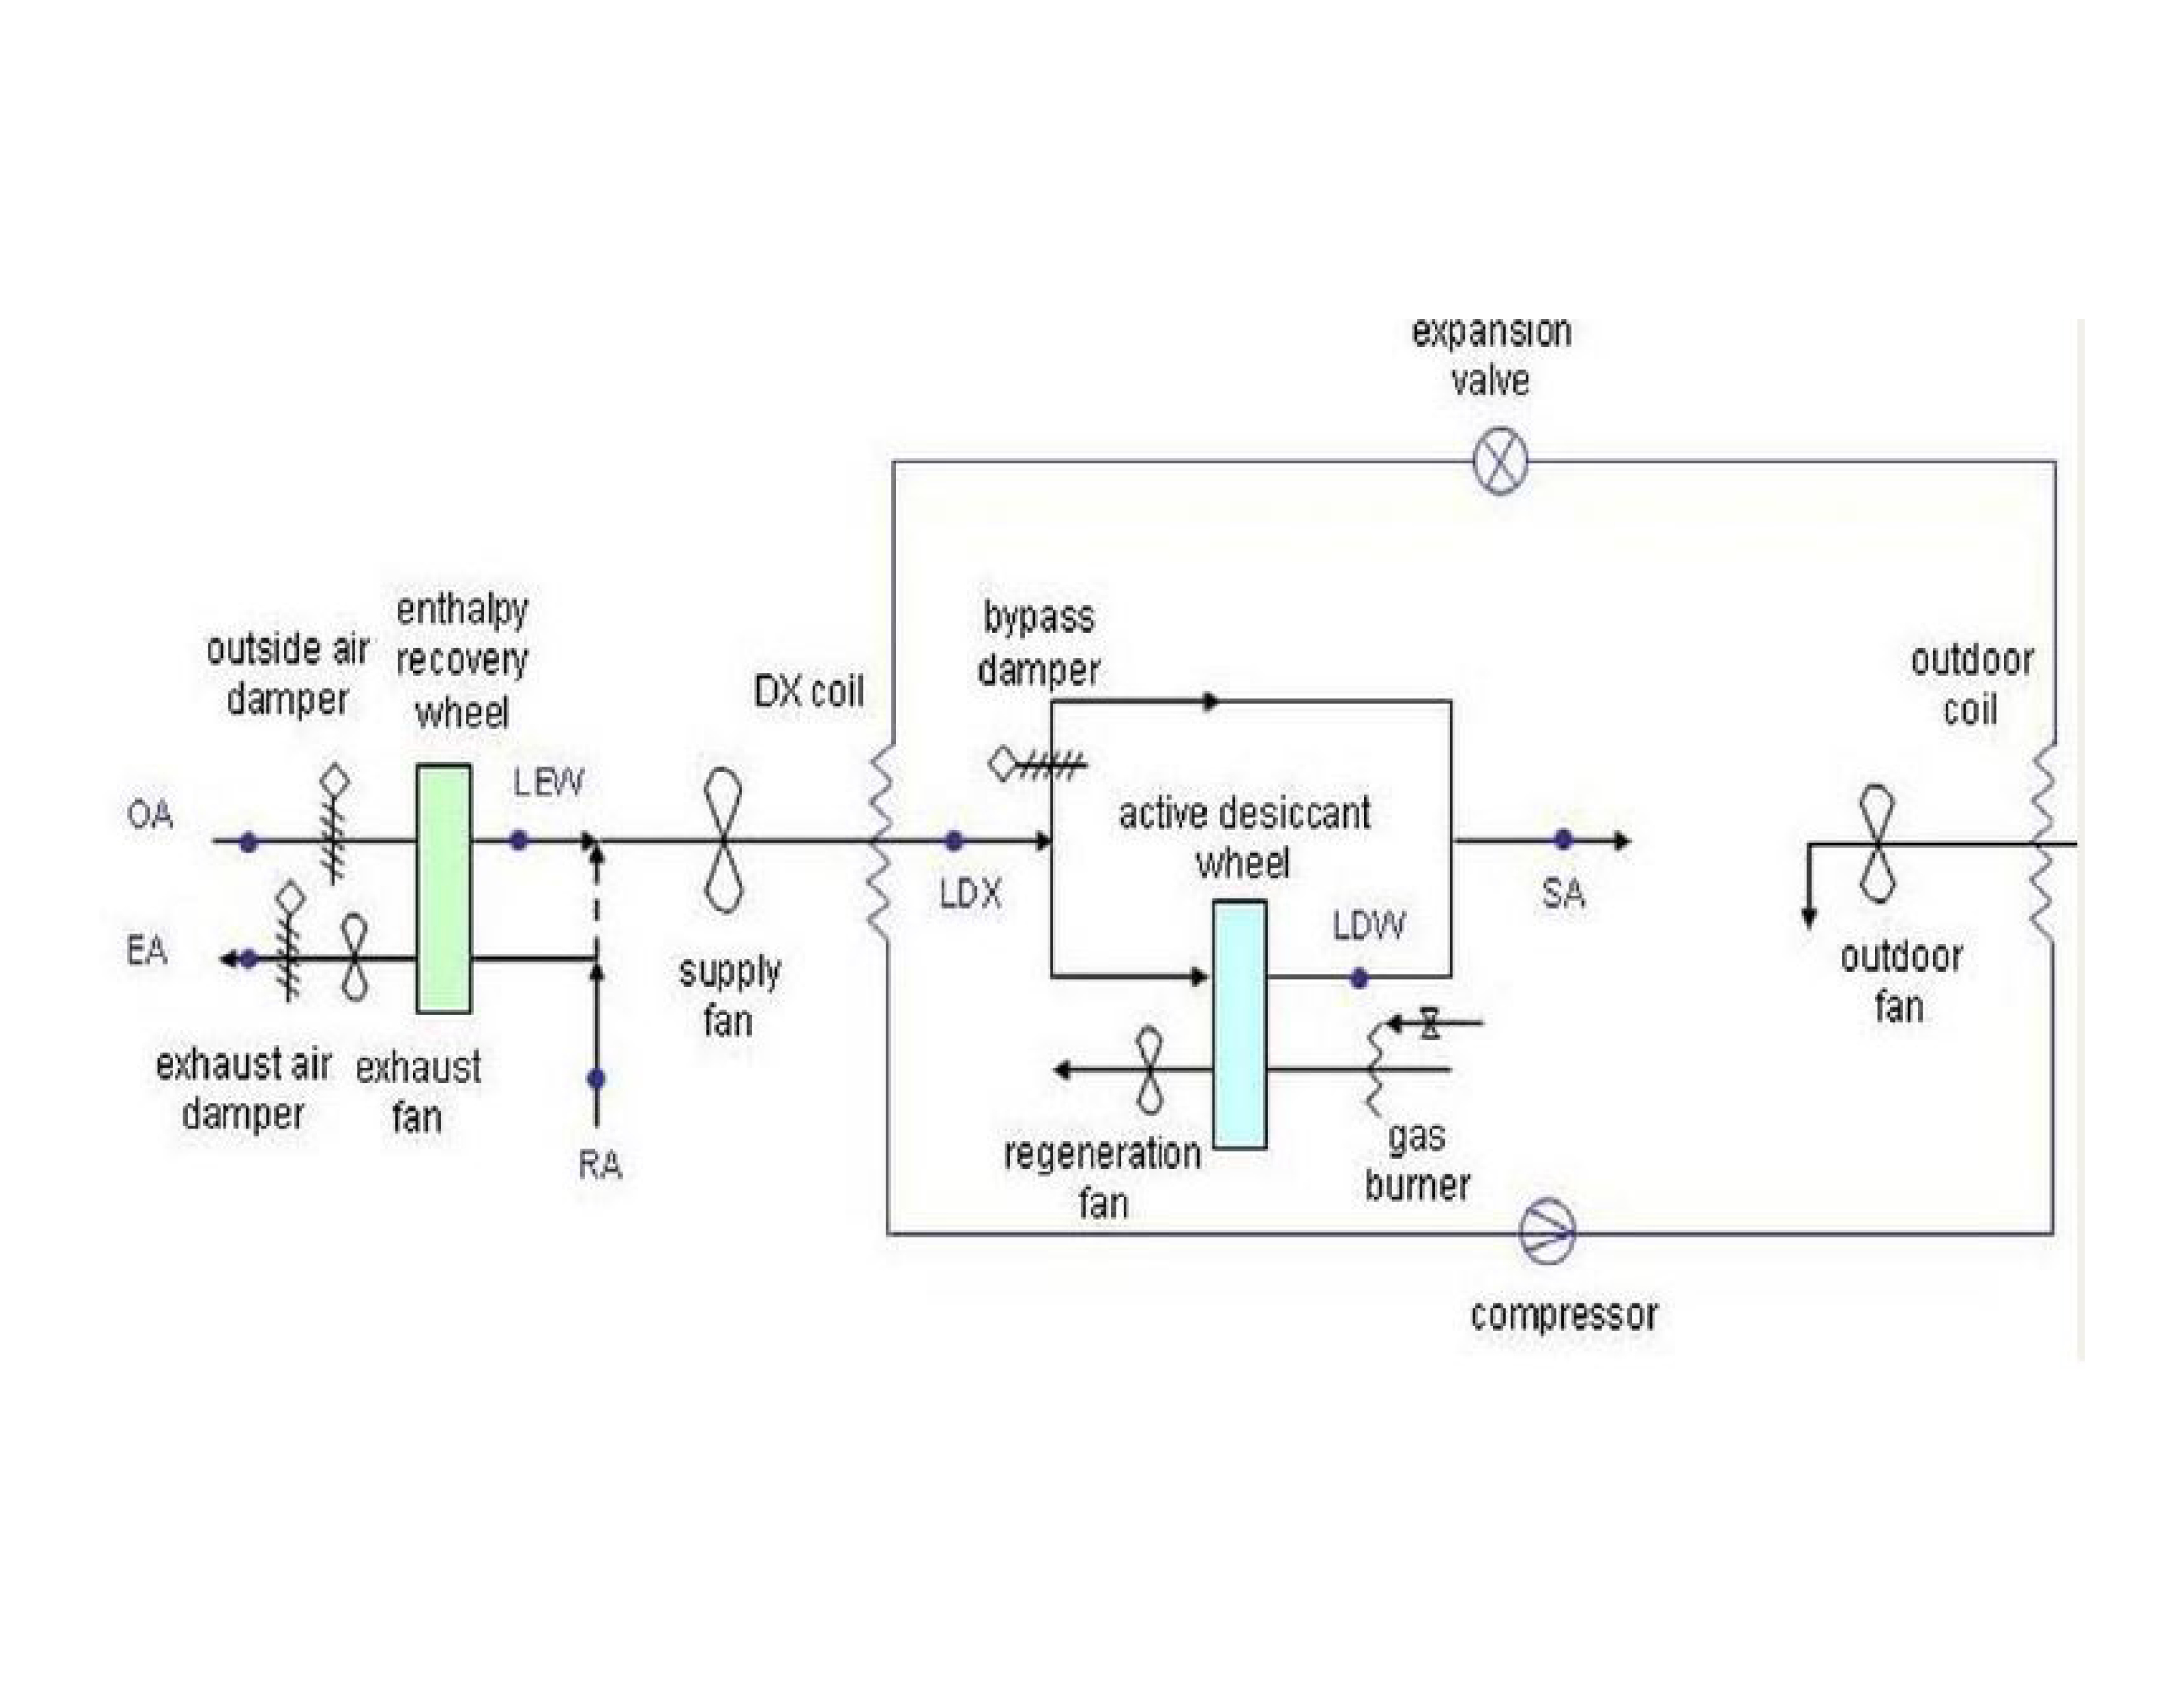 expansion
valve
enthalpy
recovery
wheel
outside air
damper
bypass
damper
DX coil
outdoor
coil
OA
LEW
active desiccant
wheel
LDX
SA
LDW
EA
supply
fan
outdoor
fan
exhaust air
damper
exhaust
fan
RA
regeneration
fan
gas
burner
compressor